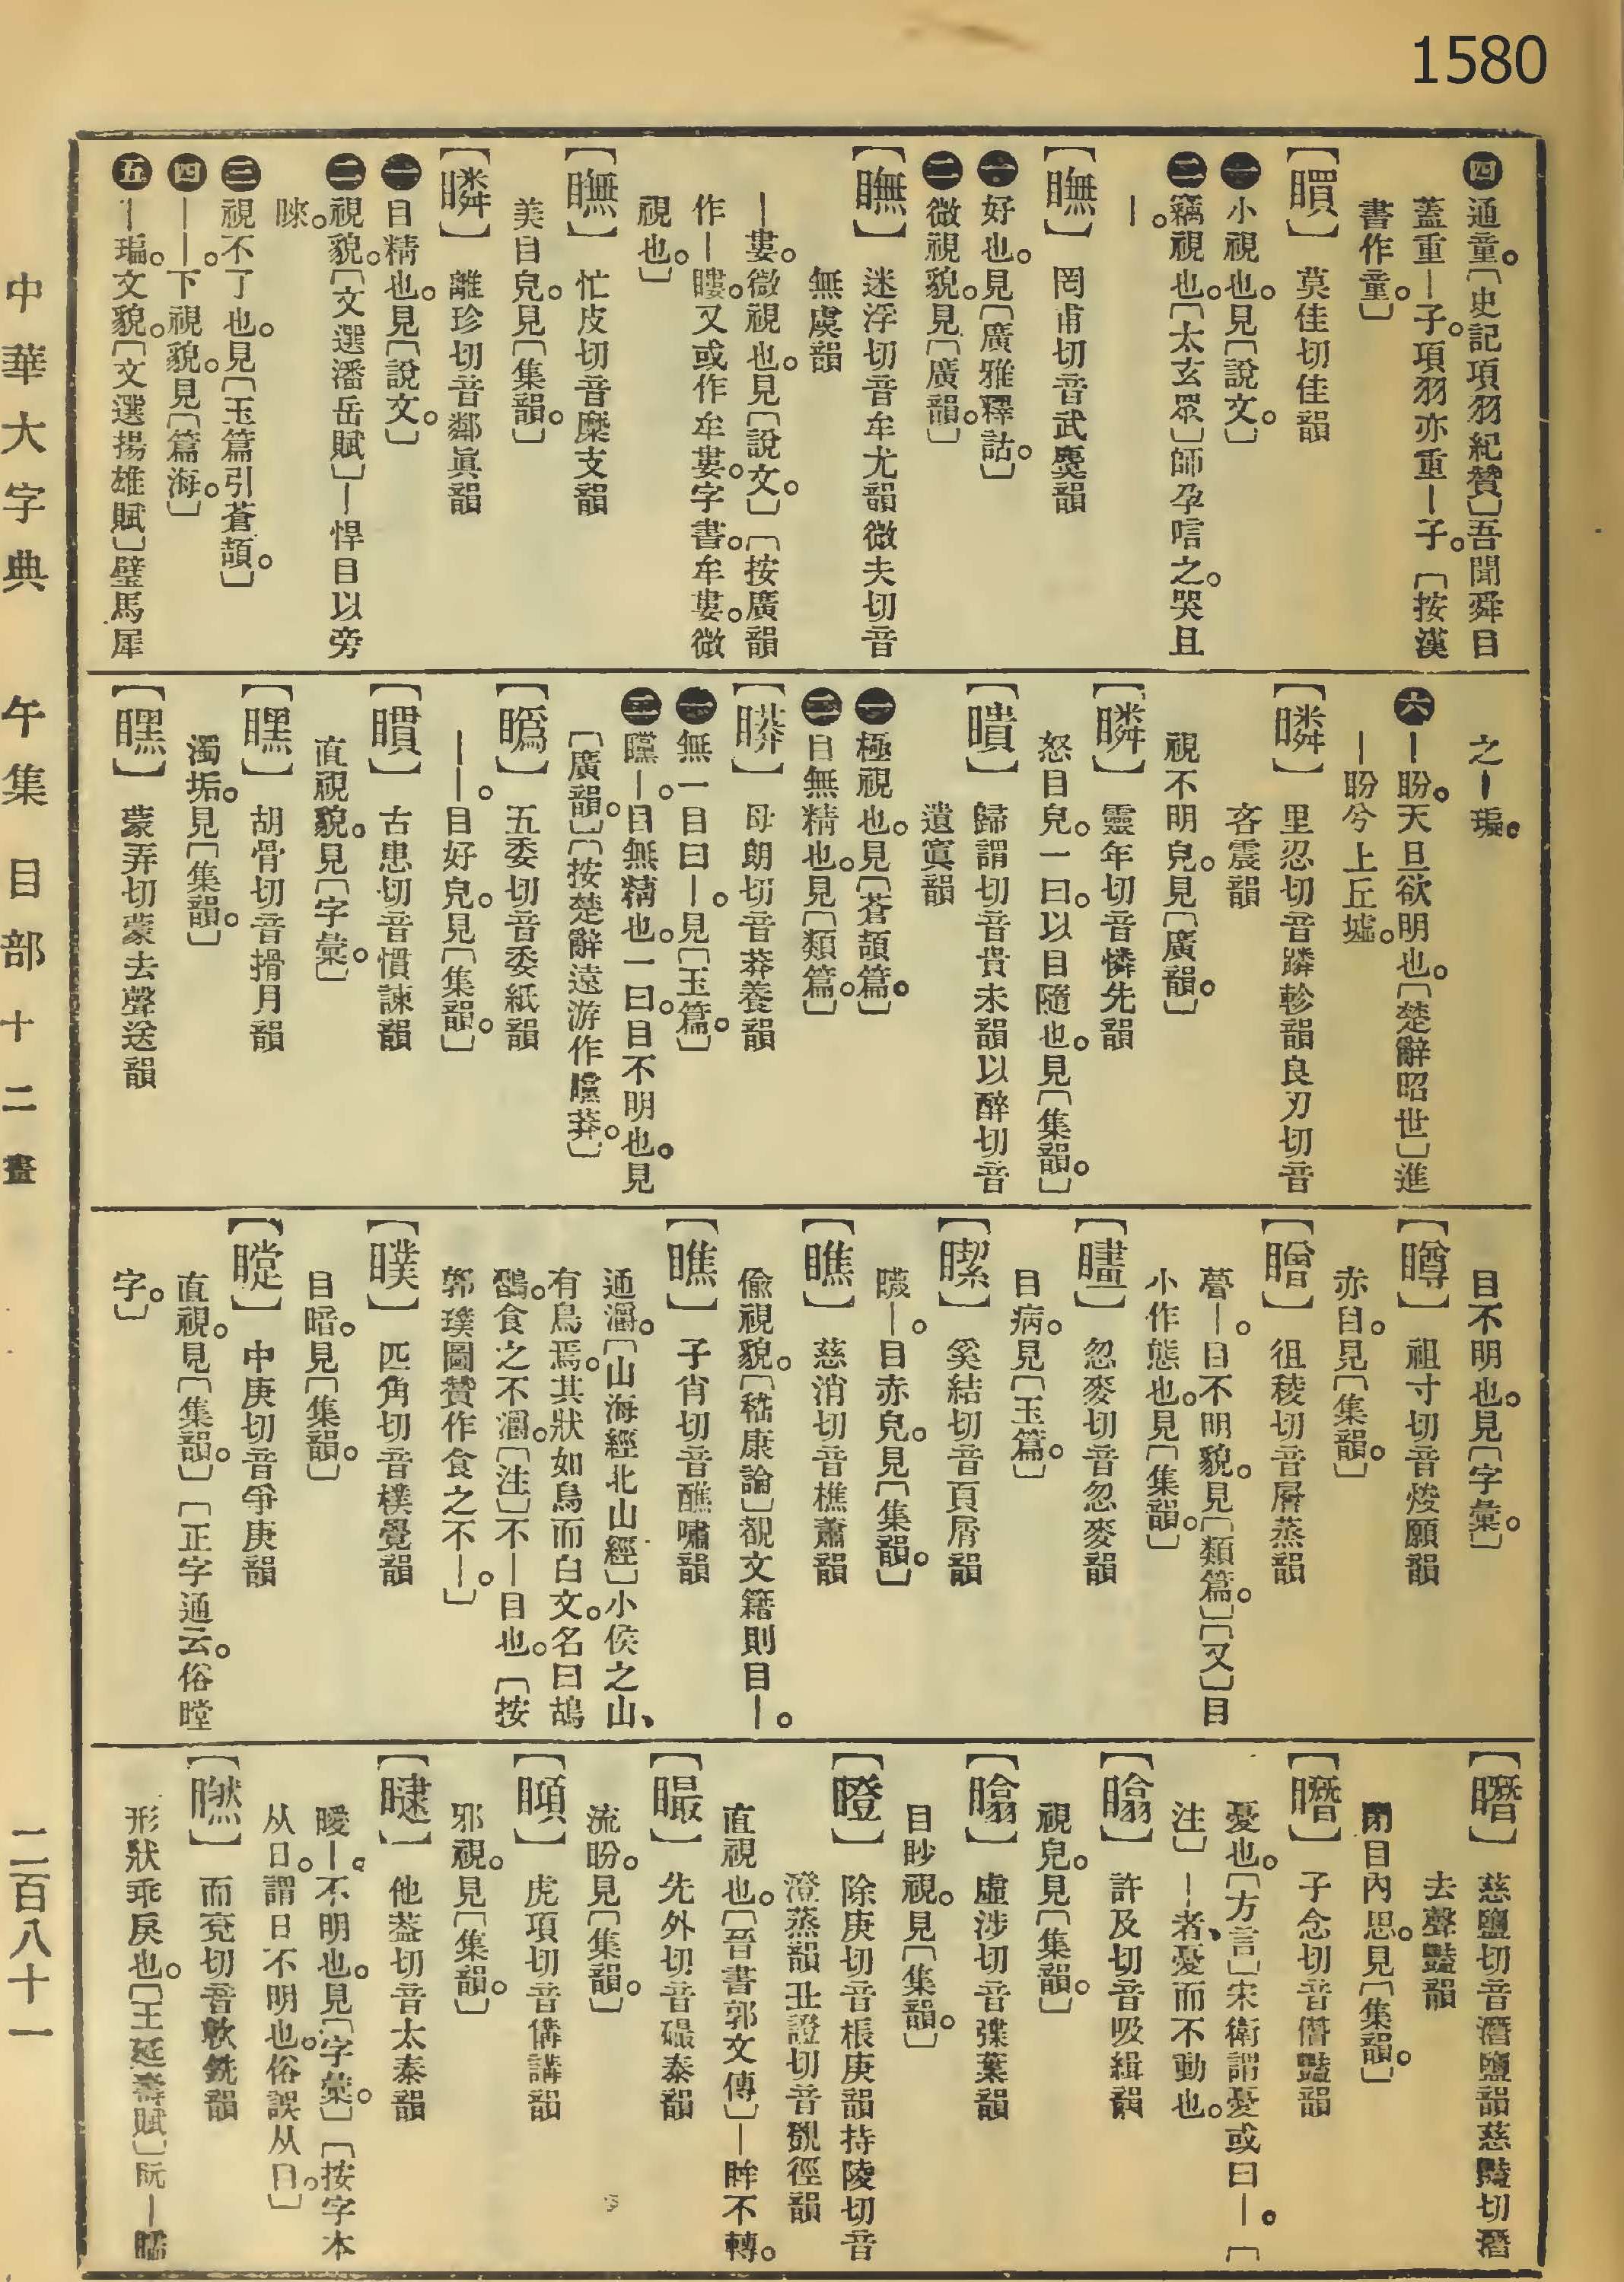 1580
四通童。〔史記項羽紀贊〕吾聞舜目
蓋重—子。項羽亦重—子。〔按漢
書作童。〕
【瞁】莫佳切佳韻
一小視也。見〔說文。〕
二竊視也。〔太玄眾〕師孕唁之。哭且
—。
【瞴】罔甫切音武麌韻
一好也。見〔廣雅釋詁。〕
二微視貌。見〔廣韻。〕
【瞴】迷浮切音牟尤韻微夫切音
無虞韻
—婁。微視也。見〔說文。〕〔按廣韻
作—瞜。又或作牟婁。字書。牟婁。微
視也。〕
【瞴】忙皮切音糜支韻
美目皃。見〔集韻。〕
【瞵】離珍切音鄰眞韻
一目精也。見〔說文。〕
二視貌。〔文選潘岳賦〕—悍目以旁
睞。
三視不了也。見〔玉篇引蒼頡。〕
四——。下視貌。見〔篇海。〕
五—㻞。文貌。〔文選揚雄賦〕璧馬犀
之—㻞。
六—盼。天旦欲明也。〔楚辭昭世〕進
—盼兮上丘墟。
【瞵】里忍切音蹸軫韻良刃切音
吝震韻
視不明皃。見〔廣韻。〕
【瞵】靈年切音憐先韻
怒目皃。一曰。以目隨也。見〔集韻。〕
【瞶】歸謂切音貴未韻以醉切音
遺寘韻
一極視也。見〔蒼頡篇。〕
二目無精也。見〔類篇。〕
【䁳】母朗切音莽養韻
一無一目曰—。見〔玉篇。〕
二矘—。目無精也。一曰。目不明也。見
〔廣韻。〕〔按楚辭遠游作曭莽。〕
【䦱】五委切音委紙韻
——。目好皃。見〔集韻。〕
【瞶】古患切音慣諫韻
直視貌。見〔字彙。〕
【䁫】胡骨切音搰月韻
濁垢。見〔集韻。〕
【䁫】蒙弄切蒙去聲送韻
目不明也。見〔字彙。〕
【䁬】祖寸切音焌願韻
赤目。見〔集韻。〕
【䁬】徂稜切音層蒸韻
瞢—。目不明貌。見〔類篇。〕〔又〕目
小作態也。見〔集韻。〕
【𥊯】忽麥切音忽麥韻
目病。見〔玉篇。〕
【䁯】奚結切音頁屑韻
䁾—。目赤皃。見〔集韻。〕
【瞧】慈消切音樵蕭韻
偸視貌。〔嵇康論〕覩文籍則目—。
【瞧】子肖切音醮嘯韻
通灂。〔山海經北山經〕小侯之山、
有鳥焉。其狀如烏而白文。名曰鴣
鸐。食之不灂。〔注〕不—目也。〔按
郭璞圖贊作食之不—。〕
【瞨】匹角切音樸覺韻
目暗。見〔集韻。〕
【瞠】中庚切音爭庚韻
直視。見〔集韻。〕〔正字通云。俗瞠
字。〕
【䁮】慈鹽切音潛鹽韻慈豔切潛
去聲豔韻
閉目內思。見〔集韻。〕
【䁮】子念切音僭豔韻
憂也。〔方言〕宋衛謂憂或曰—。〔
注〕—者、憂而不動也。
【瞈】許及切音吸緝韻
視皃。見〔集韻。〕
【瞈】虛涉切音弽葉韻
目眇視。見〔集韻。〕
【瞪】除庚切音棖庚韻持陵切音
澄蒸韻丑證切音覴徑韻
直視也。〔晉書郭文傳〕—眸不轉。
【䁱】先外切音礘泰韻
流盼。見〔集韻。〕
【䁰】虎項切音傋講韻
邪視。見〔集韻。〕
【䁴】他葢切音太泰韻
曖—。不明也。見〔字彙。〕〔按字本
从日。謂日不明也。俗誤从目。〕
【䁪】而兗切音軟銑韻
形狀乖戾也。〔王延壽賦〕阮—
中華大字典 午集 目部 十二畫 二百八十一